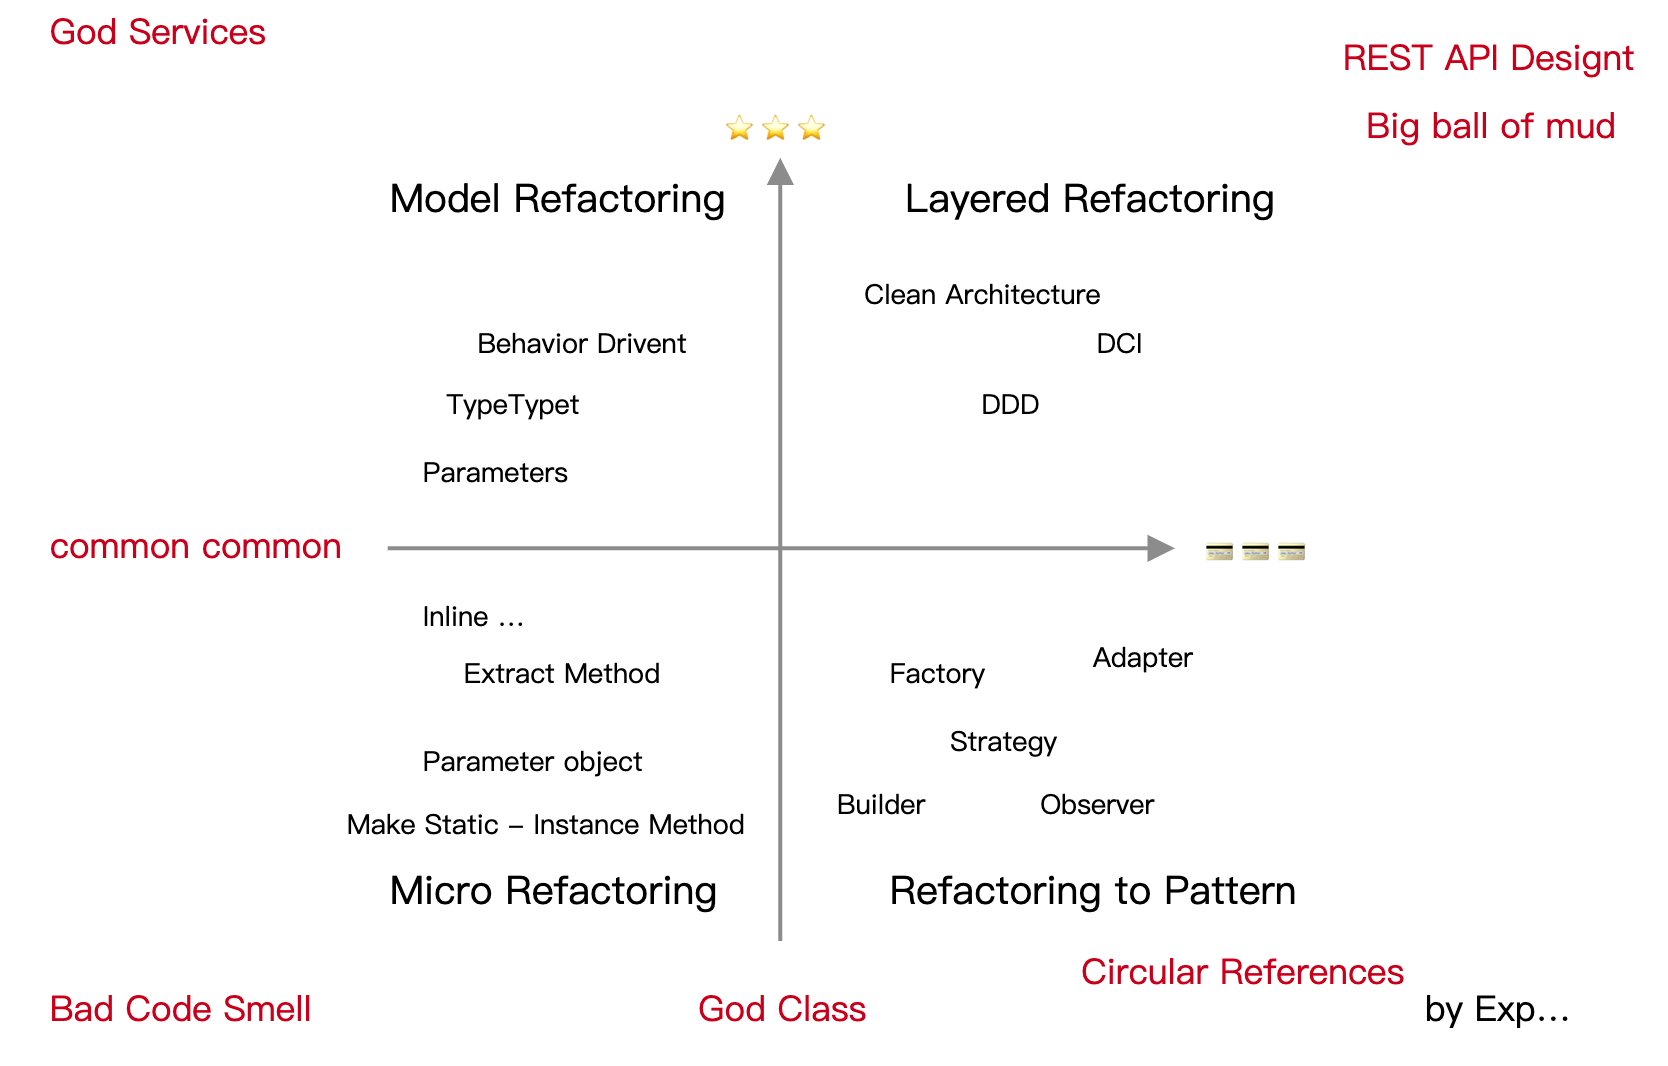 God Services
REST API Designt
Big ball of mud
Model Refactoring
Layered Refactoring
Clean Architecture
Behavior Drivent
DCI
TypeTypet
DDD
Parameters
common common
Inline ...
Adapter
Extract Method
Factory
Strategy
Parameter object
Builder
Observer
Make Static – Instance Method
Micro Refactoring
Refactoring to Pattern
Circular References
Bad Code Smell
God Class
by Exp...